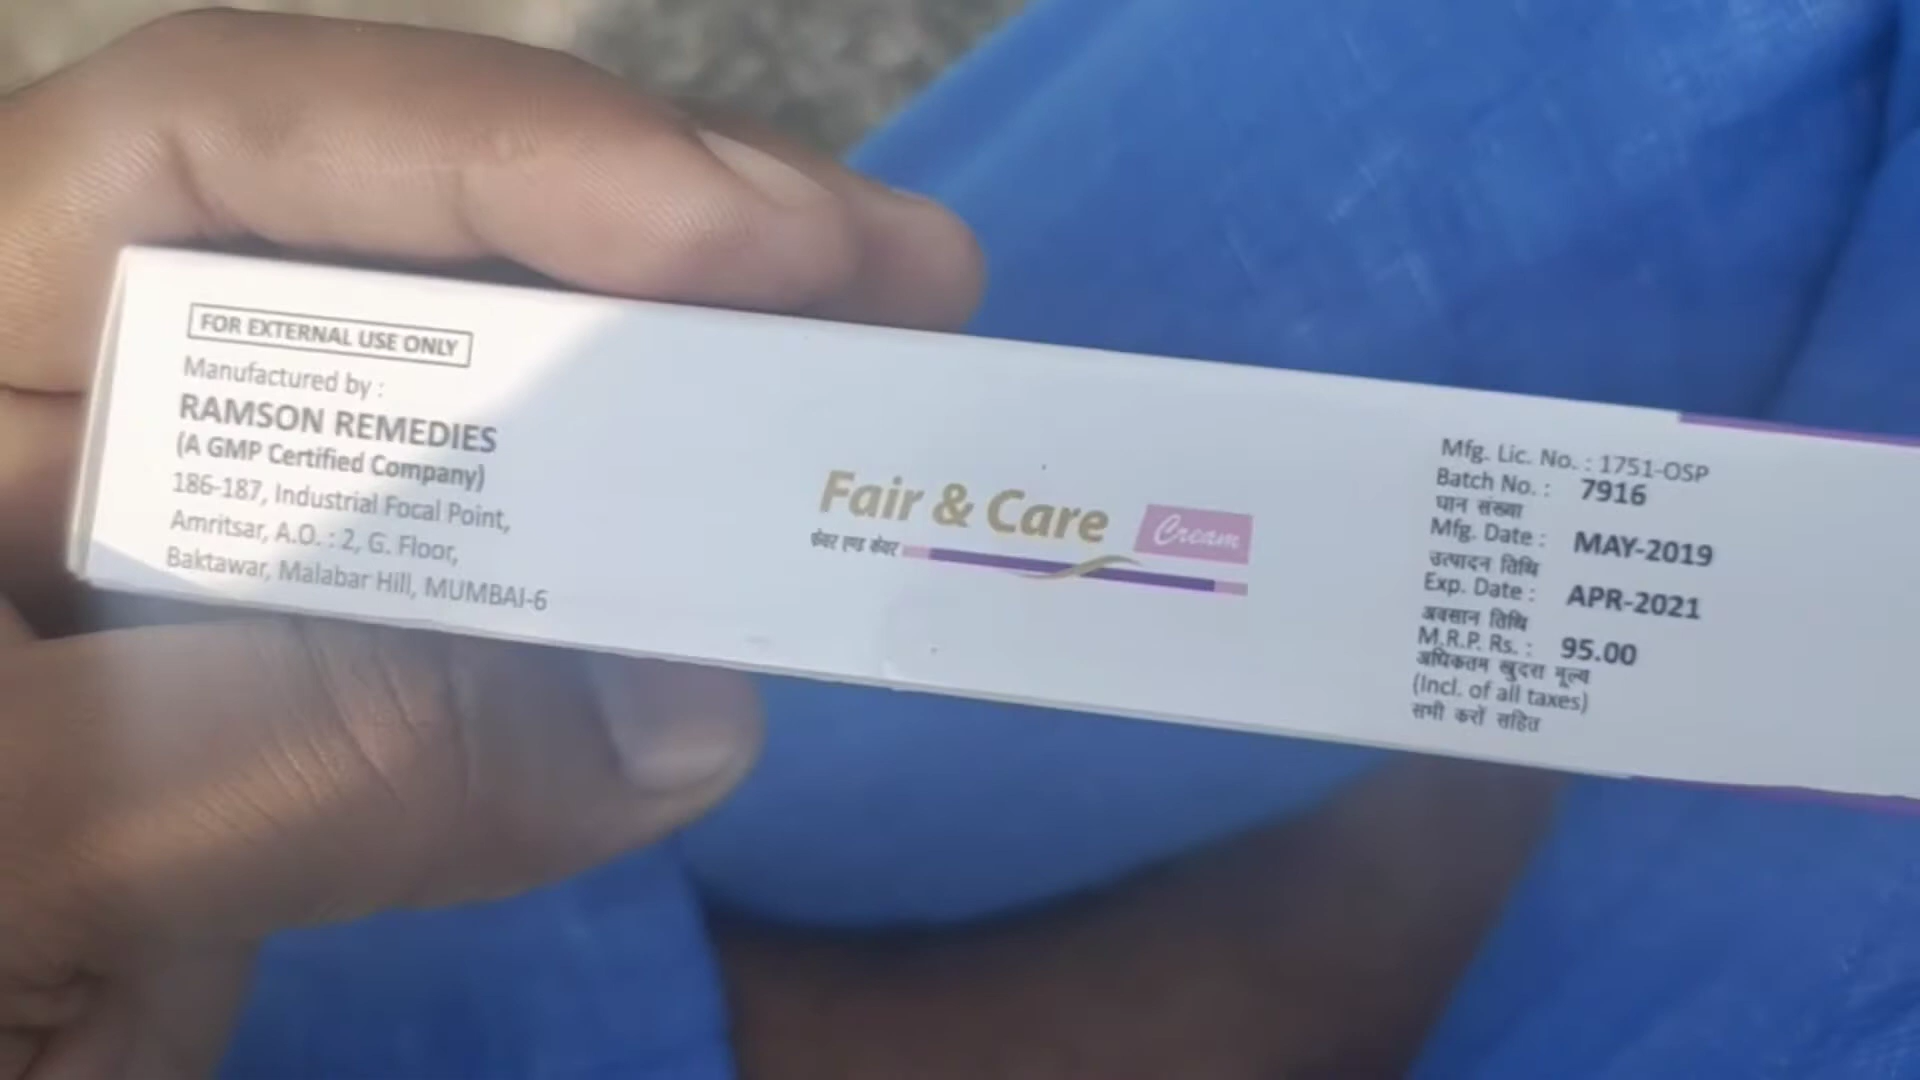 FOR EXTERNAL USE ONLY
Manufactured by :
RAMSON REMEDIES
(A GMP Certified Company)
186-187, Industrial Focal Point,
Amritsar, A.O. : 2, G. Floor,
Baktawar, Malabar Hill, MUMBAI-6
Fair & Care Cream
फेयर एण्ड केयर
Mfg. Lic. No. : 1751-OSP
Batch No. : 7916
घान संख्या
Mfg. Date : MAY-2019
उत्पादन तिथि
Exp. Date : APR-2021
अवसान तिथि
M.R.P. Rs. : 95.00
अधिकतम खुदरा मूल्य
(Incl. of all taxes)
सभी करों सहित